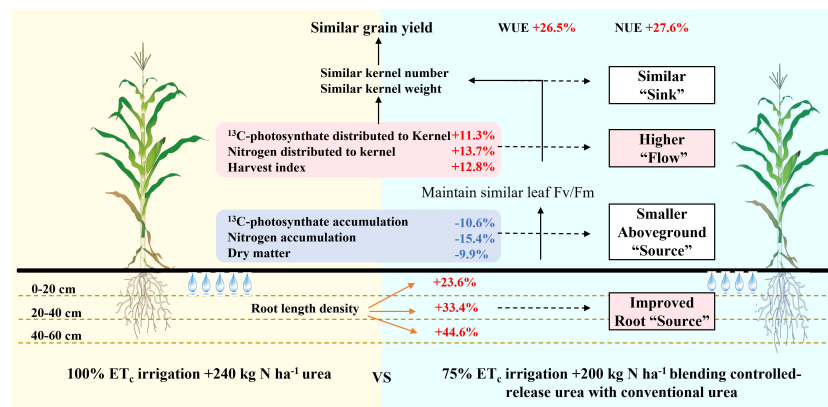 Similar grain yield
WUE +26.5%
NUE +27.6%
Similar kernel number
Similar kernel weight
Similar
“Sink”
¹³C-photosynthate distributed to Kernel +11.3%
Nitrogen distributed to kernel +13.7%
Harvest index +12.8%
Higher
“Flow”
Maintain similar leaf Fv/Fm
¹³C-photosynthate accumulation -10.6%
Nitrogen accumulation -15.4%
Dry matter -9.9%
Smaller
Aboveground
“Source”
0-20 cm
20-40 cm
40-60 cm
Root length density
+23.6%
+33.4%
+44.6%
Improved
Root “Source”
100% ETc irrigation +240 kg N ha⁻¹ urea
VS
75% ETc irrigation +200 kg N ha⁻¹ blending controlled-
release urea with conventional urea